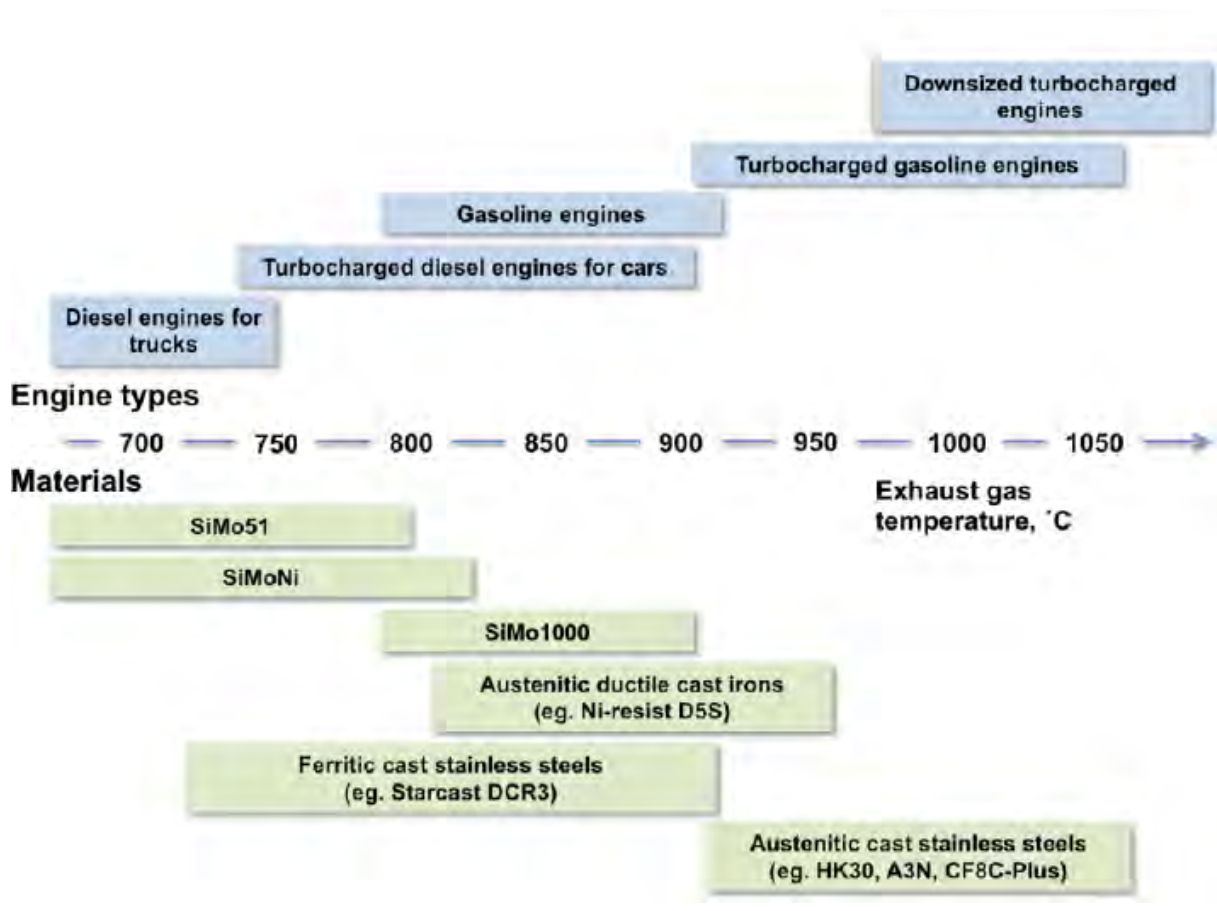 Downsized turbocharged
engines
Turbocharged gasoline engines
Gasoline engines
Turbocharged diesel engines for cars
Diesel engines for
trucks
Engine types
700 750 800 850 900 950 1000 1050
Materials
Exhaust gas
temperature, ´C
SiMo51
SiMoNi
SiMo1000
Austenitic ductile cast irons
(eg. Ni-resist D5S)
Ferritic cast stainless steels
(eg. Starcast DCR3)
Austenitic cast stainless steels
(eg. HK30, A3N, CF8C-Plus)